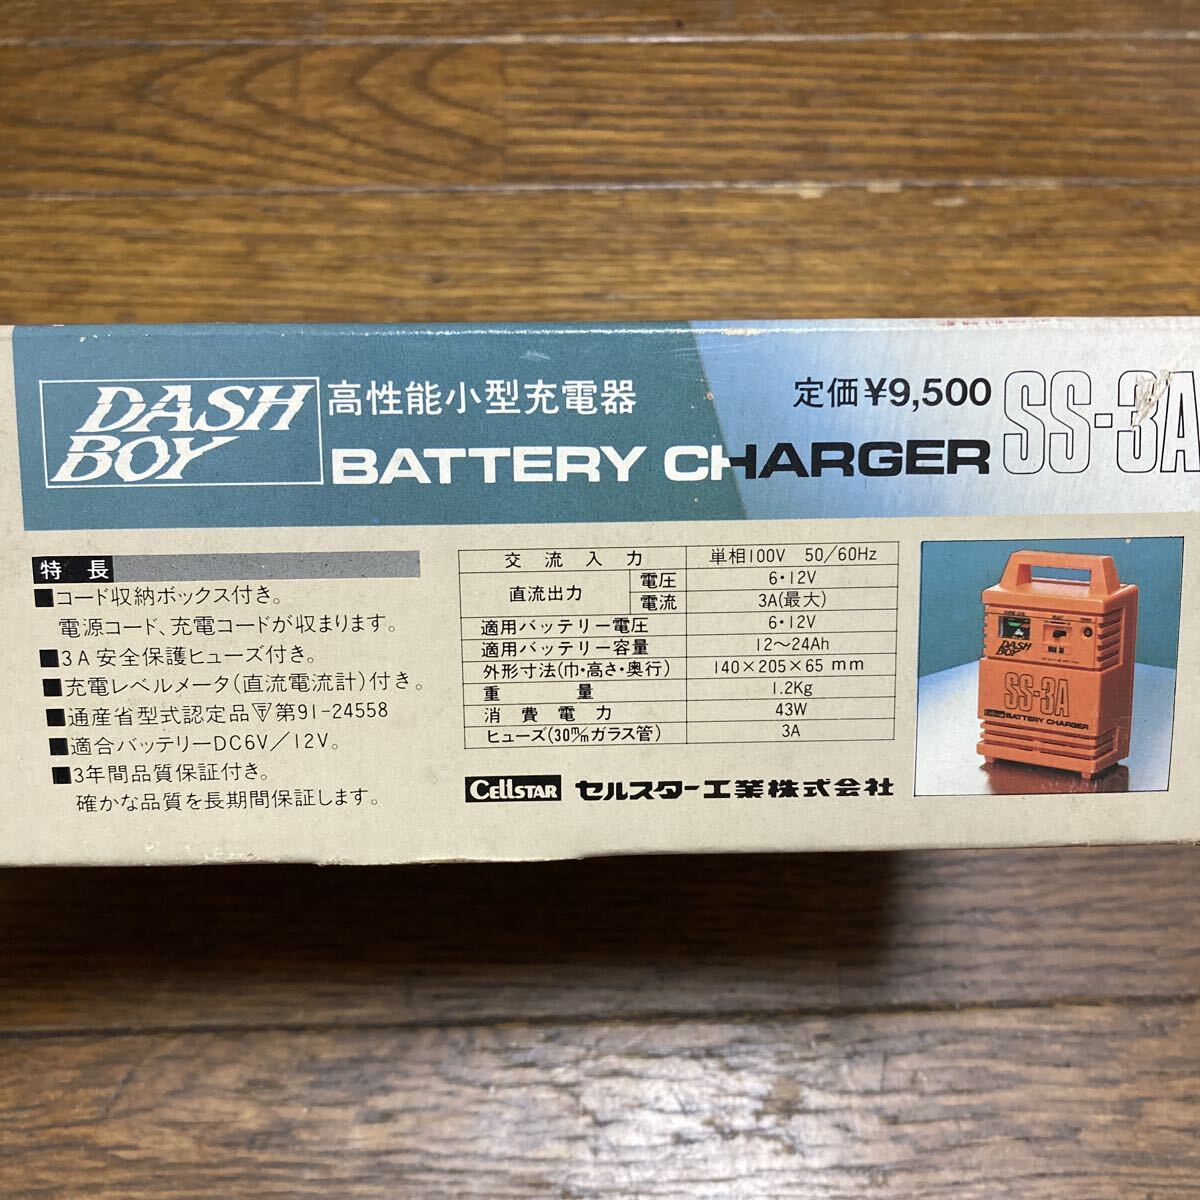 DASH
BOY
高性能小型充電器
定価¥9,500
BATTERY CHARGER
SS-3A
特長
■コード収納ボックス付き。
電源コード、充電コードが収まります。
■3A安全保護ヒューズ付き。
■充電レベルメータ(直流電流計)付き。
■通産省型式認定品 第91-24558
■適合バッテリーDC6V/12V。
■3年間品質保証付き。
確かな品質を長期間保証します。
交流入力 単相100V 50/60Hz
直流出力 電圧 6・12V
電流 3A(最大)
適用バッテリー電圧 6・12V
適用バッテリー容量 12〜24Ah
外形寸法(巾・高さ・奥行) 140×205×65 mm
重量 1.2Kg
消費電力 43W
ヒューズ(30m/mガラス管) 3A
CELLSTAR セルスター工業株式会社
DASH
BOY
SS-3A
BATTERY CHARGER